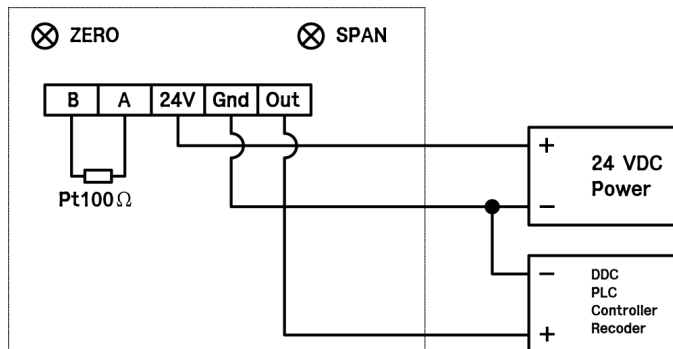 ZERO
SPAN
B A 24V Gnd Out
Pt100Ω
+
24 VDC
Power
−
− DDC
PLC
Controller
+ Recoder